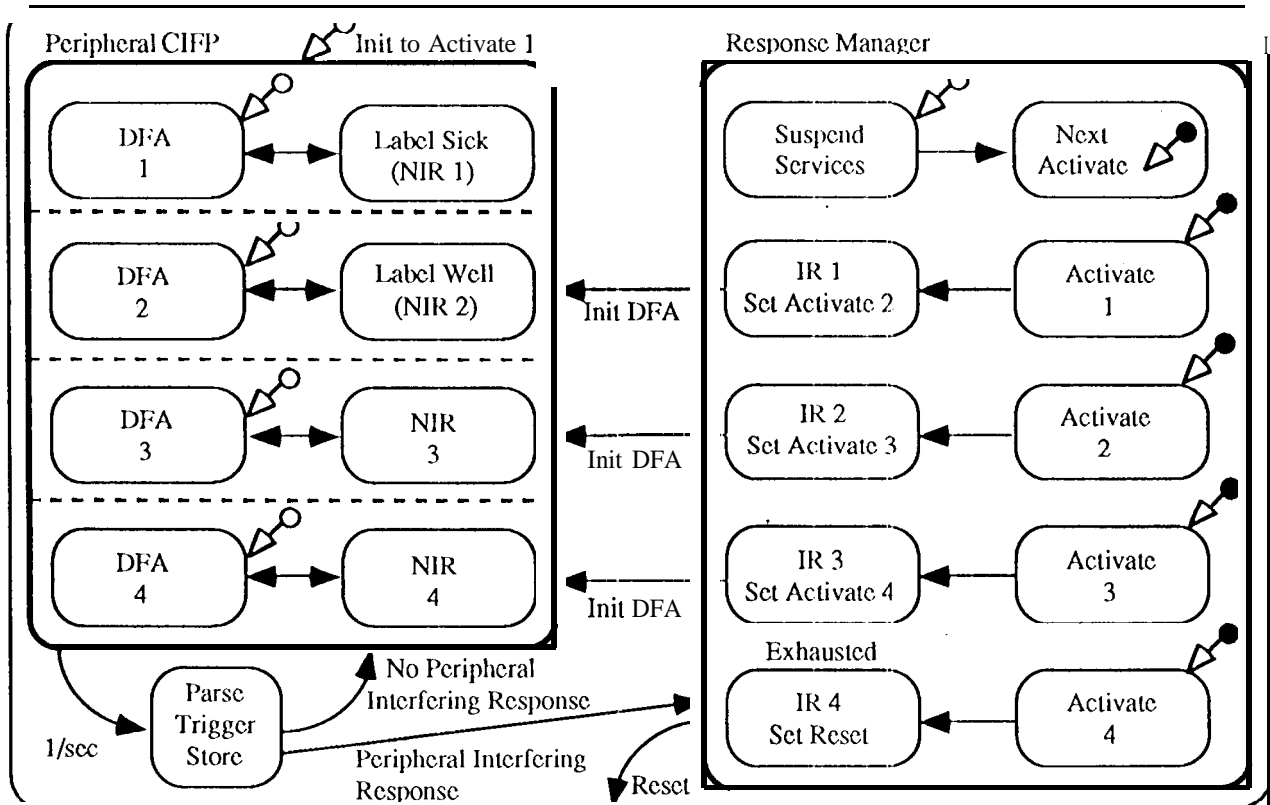 Peripheral CIFP
Init to Activate 1
DFA
1
Label Sick
(NIR 1)
DFA
2
Label Well
(NIR 2)
DFA
3
NIR
3
DFA
4
NIR
4
Init DFA
Init DFA
Init DFA
1/sec
Parse
Trigger
Store
No Peripheral
Interfering Response
Peripheral Interfering
Response
Reset
Response Manager
Suspend
Services
Next
Activate
IR 1
Set Activate 2
Activate
1
IR 2
Set Activate 3
Activate
2
IR 3
Set Activate 4
Activate
3
Exhausted
IR 4
Set Reset
Activate
4